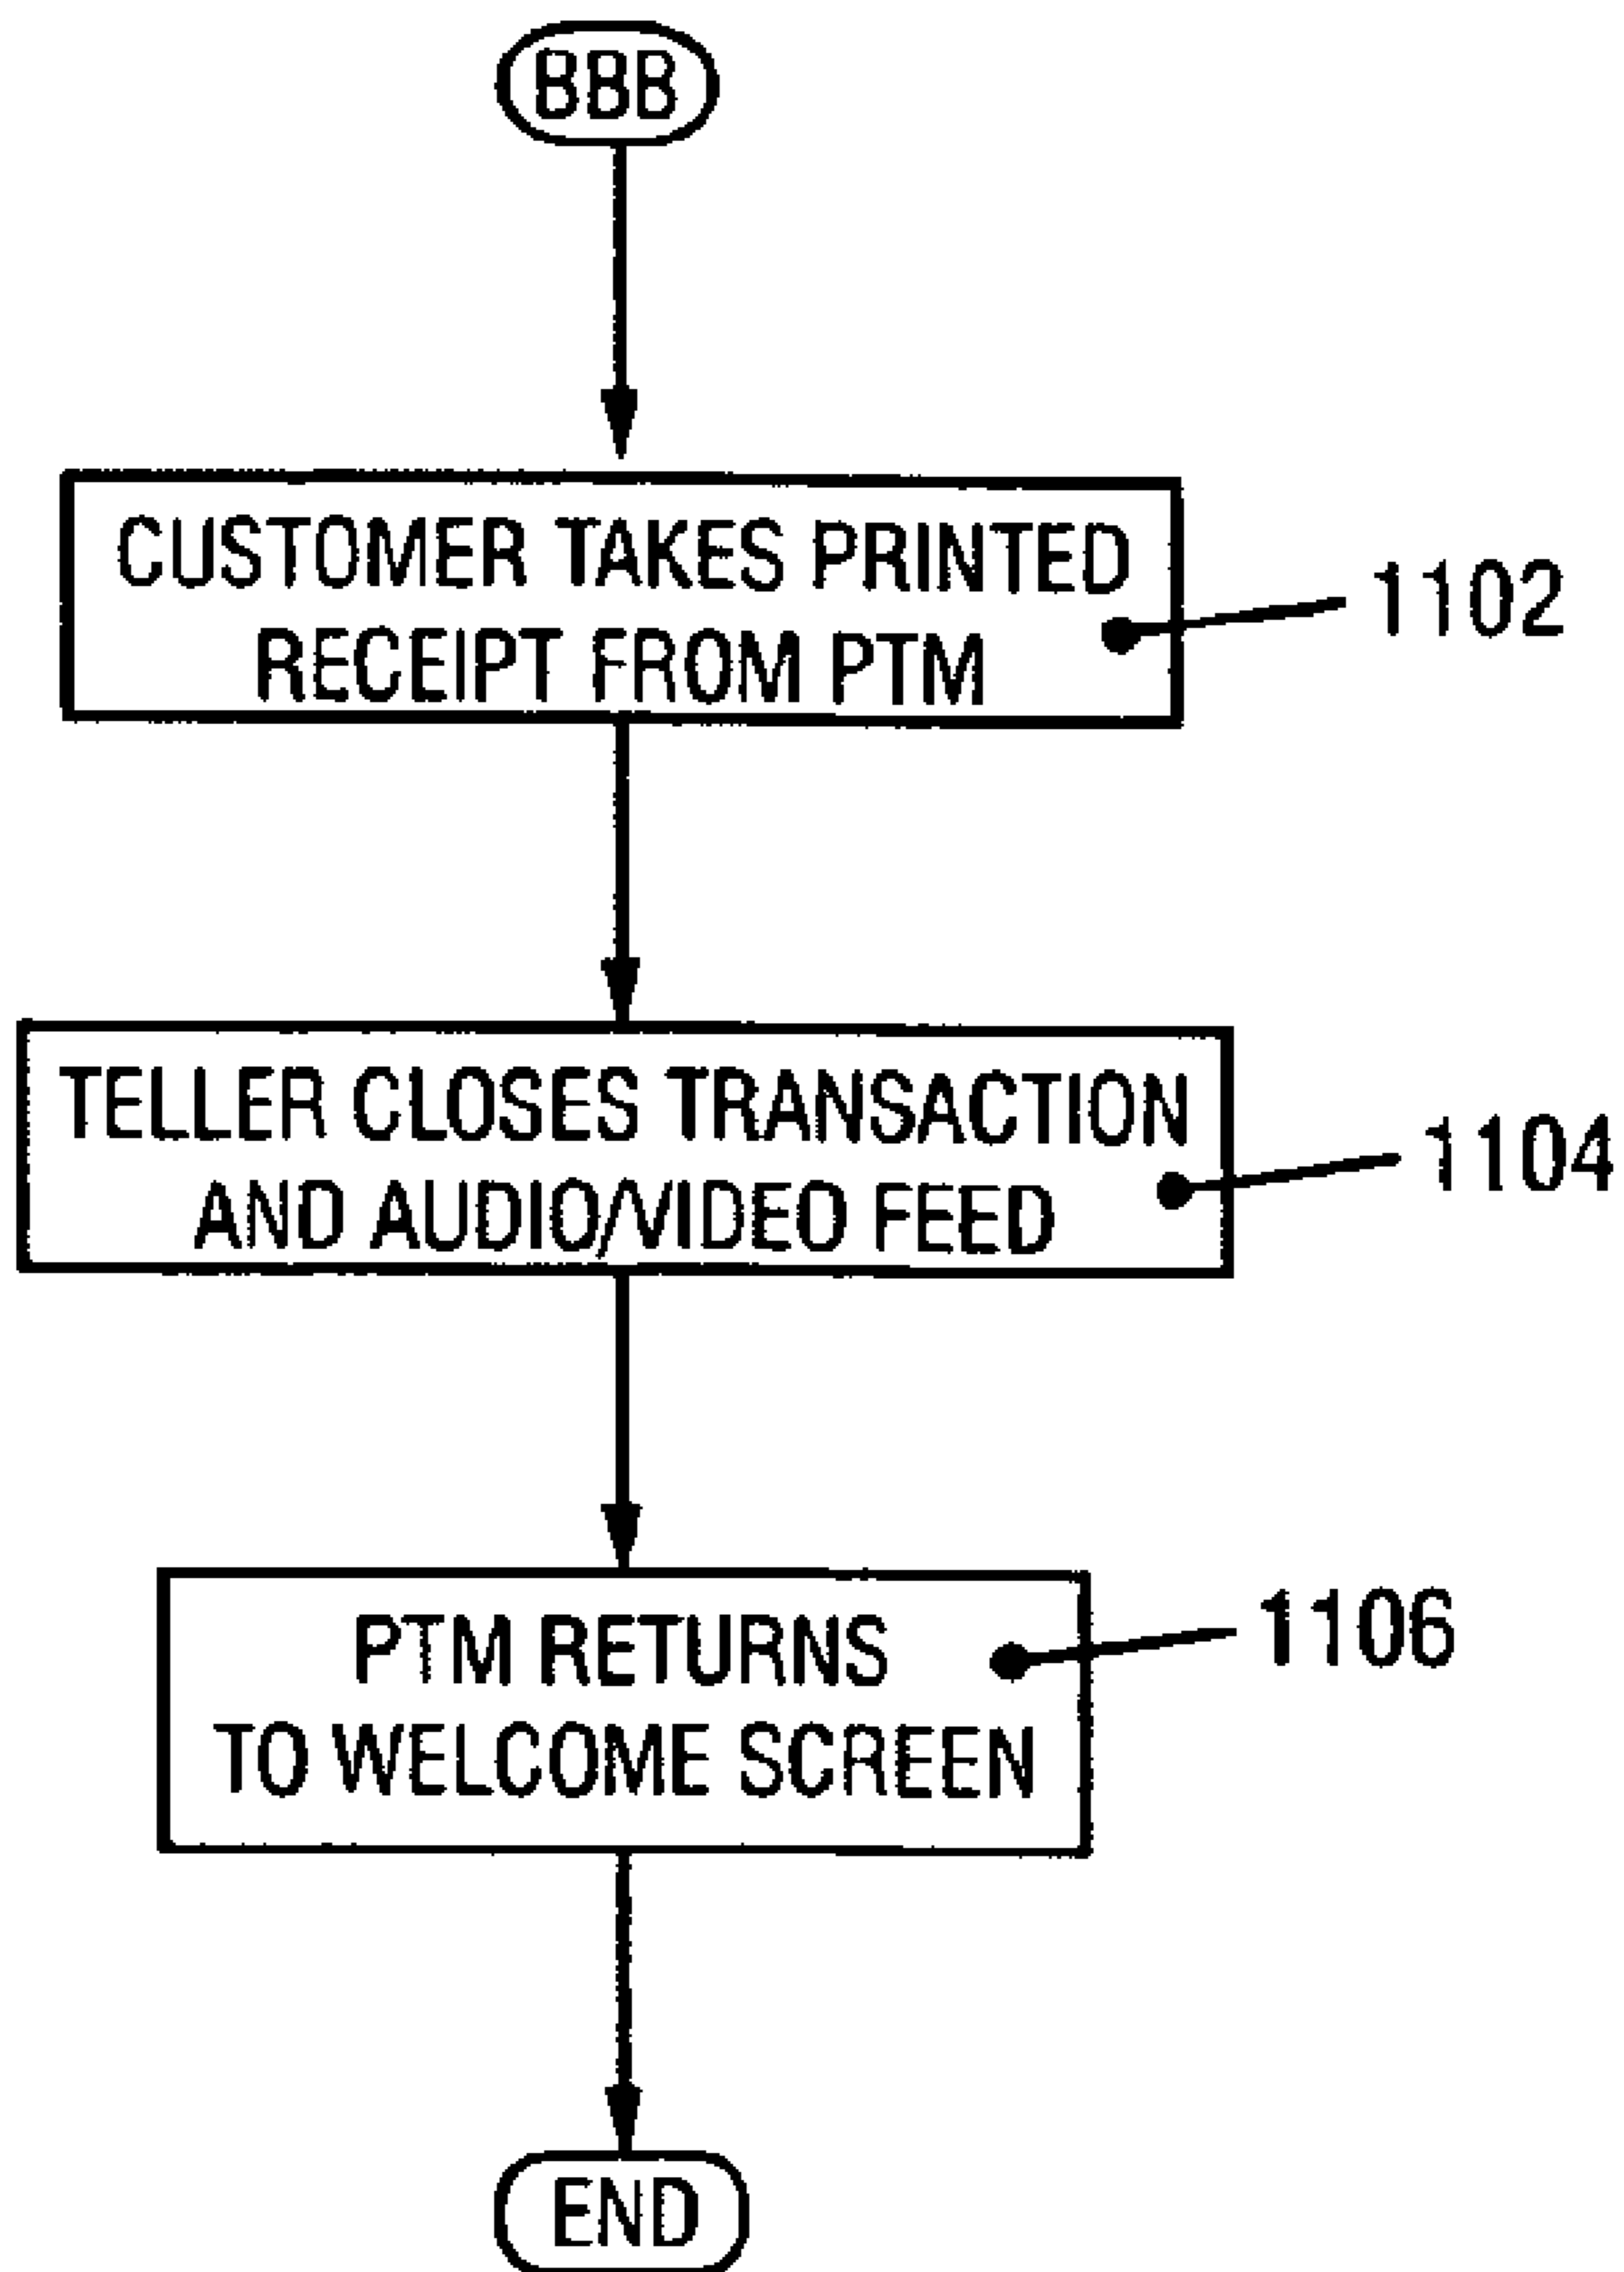 BBB
CUSTOMER TAKES PRINTED
RECEIPT FROM PTM
1102
TELLER CLOSES TRANSACTION
AND AUDIO/VIDEO FEED
1104
PTM RETURNS
TO WELCOME SCREEN
1106
END